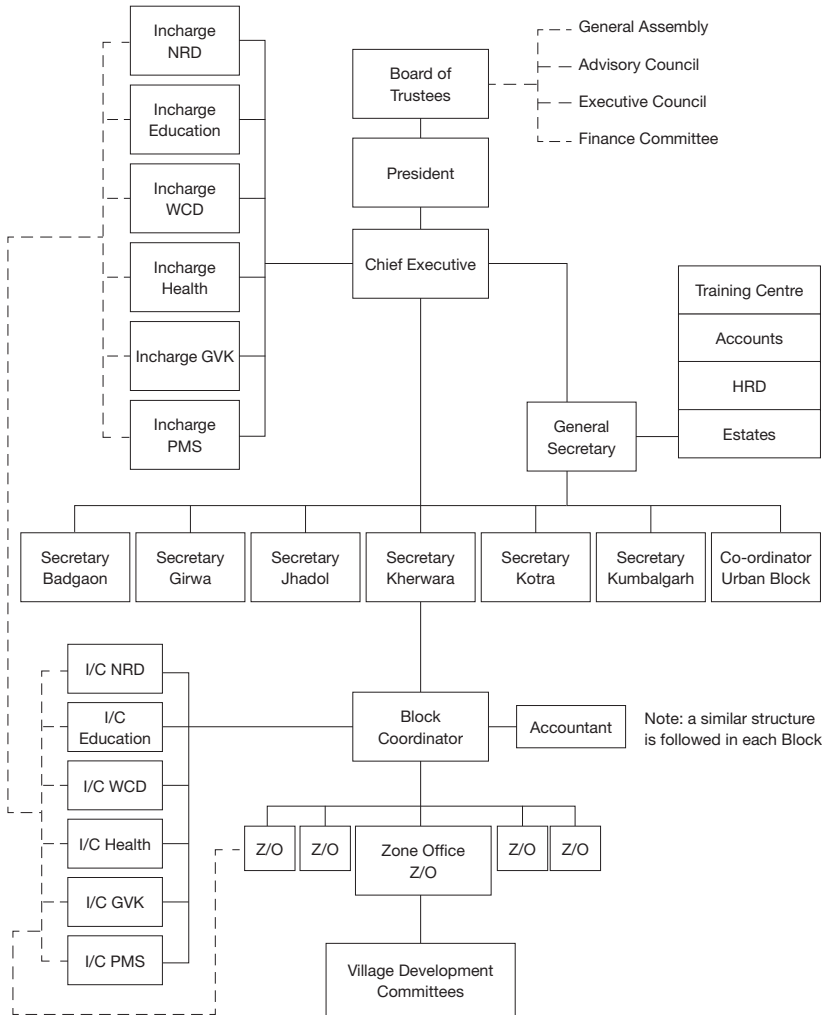 Incharge
NRD
Incharge
Education
Incharge
WCD
Incharge
Health
Incharge GVK
Incharge
PMS
Board of
Trustees
General Assembly
Advisory Council
Executive Council
Finance Committee
President
Chief Executive
Training Centre
Accounts
HRD
Estates
General
Secretary
Secretary
Badgaon
Secretary
Girwa
Secretary
Jhadol
Secretary
Kherwara
Secretary
Kotra
Secretary
Kumbalgarh
Co-ordinator
Urban Block
I/C NRD
I/C
Education
I/C WCD
I/C Health
I/C GVK
I/C PMS
Block
Coordinator
Accountant
Note: a similar structure
is followed in each Block
Z/O
Z/O
Zone Office
Z/O
Z/O
Z/O
Village Development
Committees